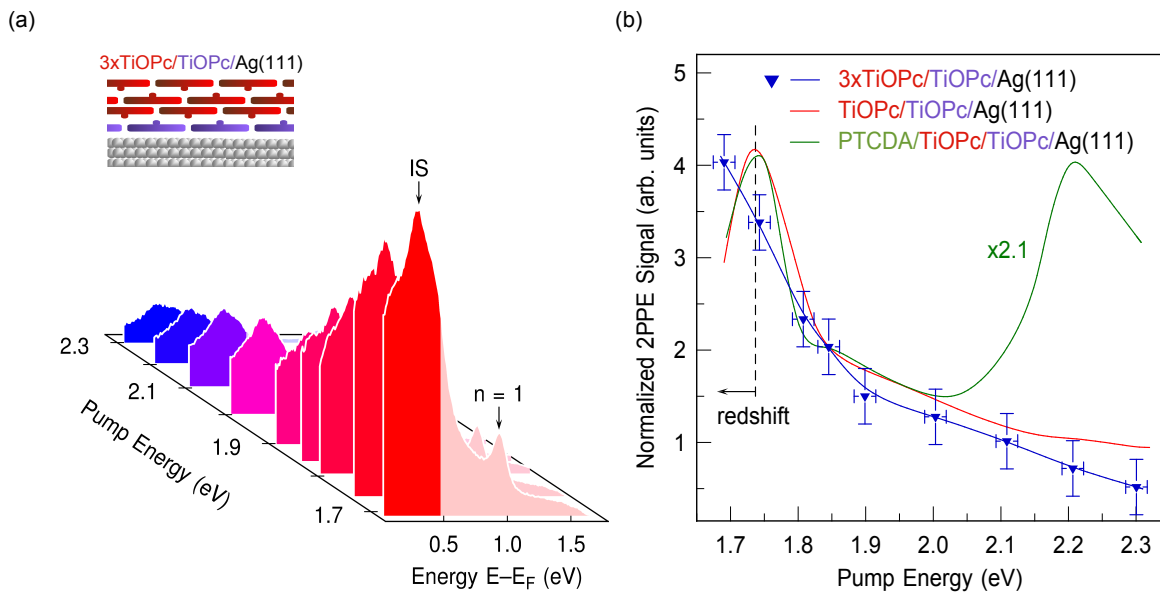 (a)
3xTiOPc/TiOPc/Ag(111)
IS
n = 1
2.3
2.1
1.9
1.7
Pump Energy (eV)
0.5
1.0
1.5
Energy E–E_F (eV)
(b)
5
4
3
2
1
Normalized 2PPE Signal (arb. units)
3xTiOPc/TiOPc/Ag(111)
TiOPc/TiOPc/Ag(111)
PTCDA/TiOPc/TiOPc/Ag(111)
x2.1
redshift
1.7
1.8
1.9
2.0
2.1
2.2
2.3
Pump Energy (eV)